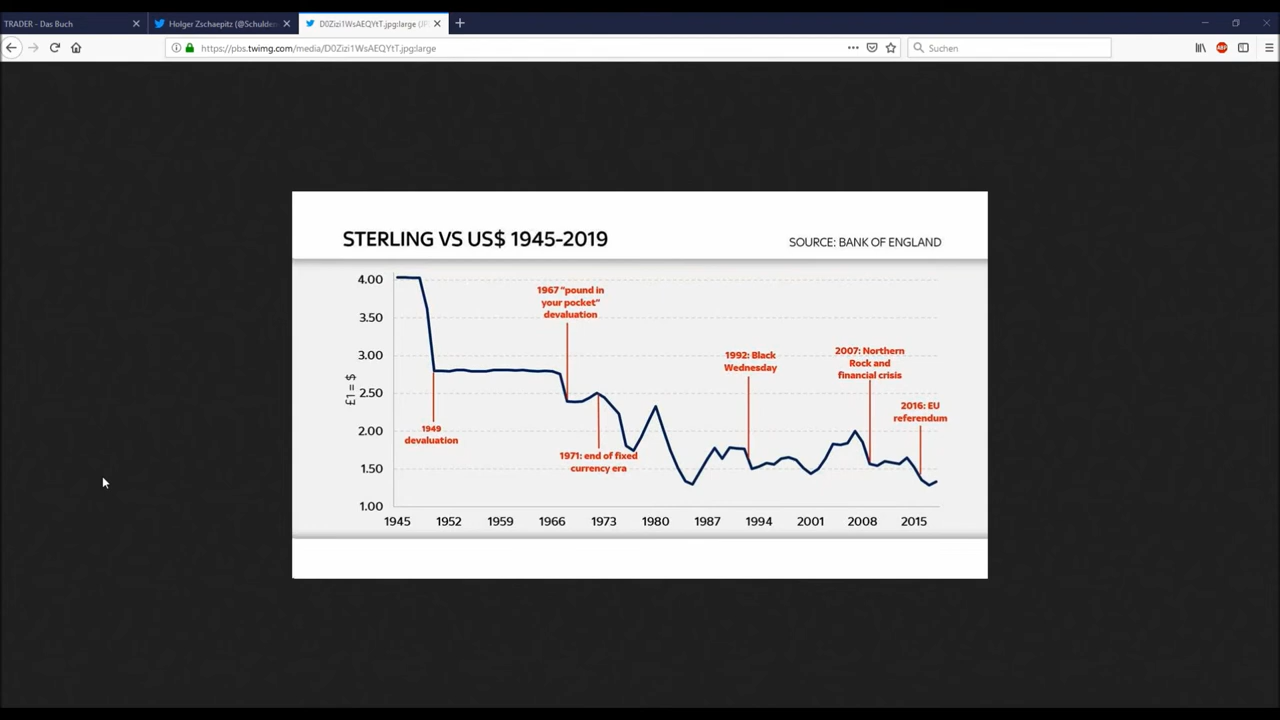 TRADER - Das Buch
Holger Zschaepitz (@Schulden
D0Zizi1WsAEQYtT.jpg:large (JP
https://pbs.twimg.com/media/D0Zizi1WsAEQYtT.jpg:large
Suchen
ABP
STERLING VS US$ 1945-2019
SOURCE: BANK OF ENGLAND
£1 = $
4.00
3.50
3.00
2.50
2.00
1.50
1.00
1967 "pound in
your pocket"
devaluation
1992: Black
Wednesday
2007: Northern
Rock and
financial crisis
2016: EU
referendum
1949
devaluation
1971: end of fixed
currency era
1945 1952 1959 1966 1973 1980 1987 1994 2001 2008 2015